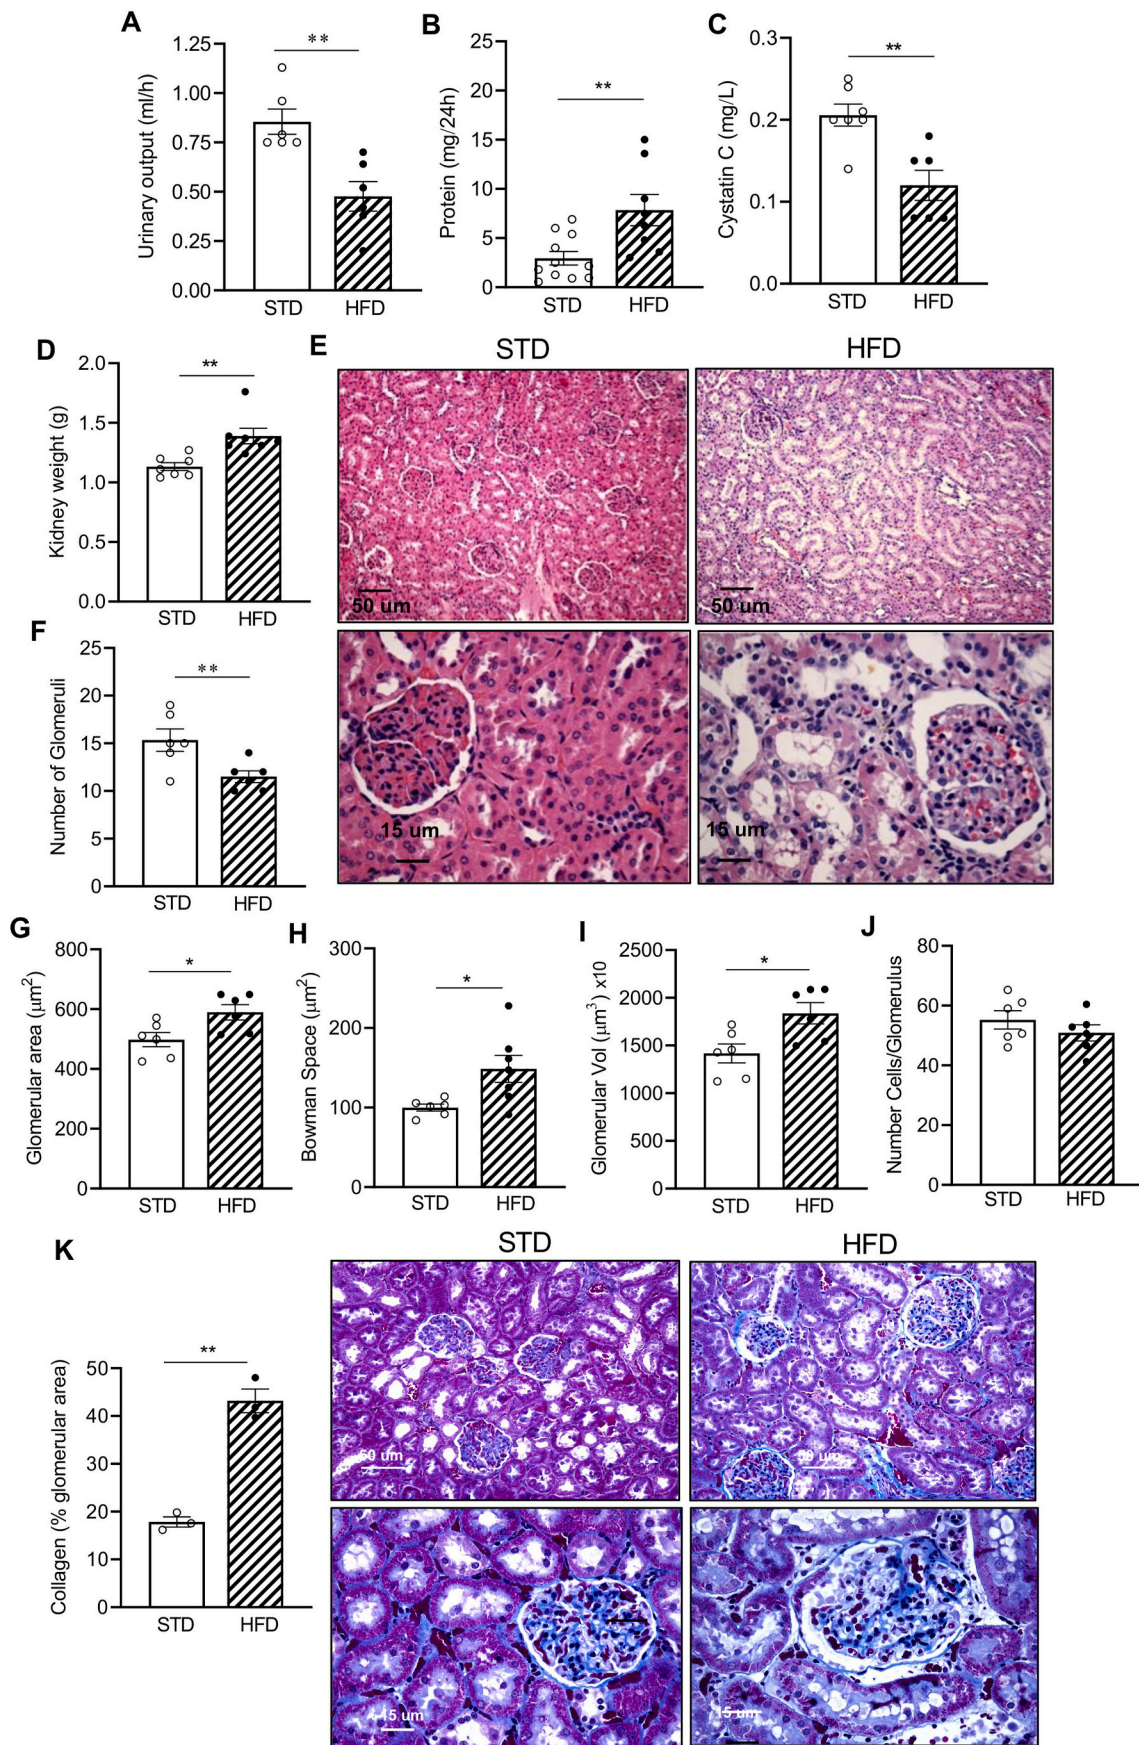 A
Urinary output (ml/h)
1.25
1.00
0.75
0.50
0.25
0.00
**
STD HFD
B
Protein (mg/24h)
25
20
15
10
5
0
**
STD HFD
C
Cystatin C (mg/L)
0.3
0.2
0.1
0.0
**
STD HFD
D
Kidney weight (g)
2.0
1.5
1.0
0.5
0.0
**
STD HFD
E
STD HFD
50 um
50 um
15 um
15 um
F
Number of Glomeruli
25
20
15
10
5
0
**
STD HFD
G
Glomerular area (μm²)
800
600
400
200
0
*
STD HFD
H
Bowman Space (μm²)
300
200
100
0
*
STD HFD
I
Glomerular Vol (μm³) x10
2500
2000
1500
1000
500
0
*
STD HFD
J
Number Cells/Glomerulus
80
60
40
20
0
STD HFD
K
Collagen (% glomerular area)
50
40
30
20
10
0
**
STD HFD
STD HFD
50 um
50 um
15 um
15 um